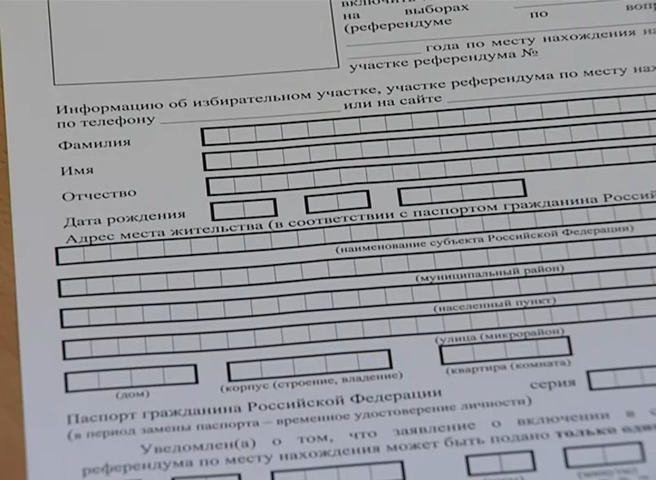 включить
на выборах
(референдуме по
года по месту нахождения
участке референдума №
Информацию об избирательном участке, участке референдума по месту
по телефону или на сайте
Фамилия
Имя
Отчество
Дата рождения
Адрес места жительства (в соответствии с паспортом гражданина
(наименование субъекта Российской Федерации)
(муниципальный район)
(населенный пункт)
(улица (микрорайон)
(дом) (корпус (строение, владение) (квартира (комната)
Паспорт гражданина Российской Федерации серия
(в период замены паспорта – временное удостоверение личности)
Уведомлен(а) о том, что заявление о включении в
референдума по месту нахождения может быть подано только